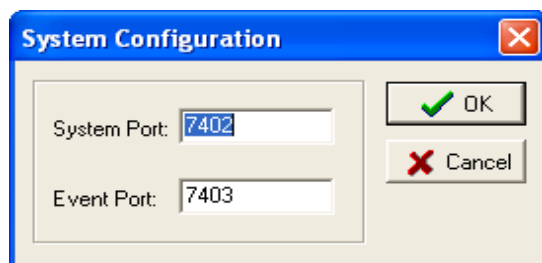 System Configuration
System Port: 7402
OK
Cancel
Event Port: 7403